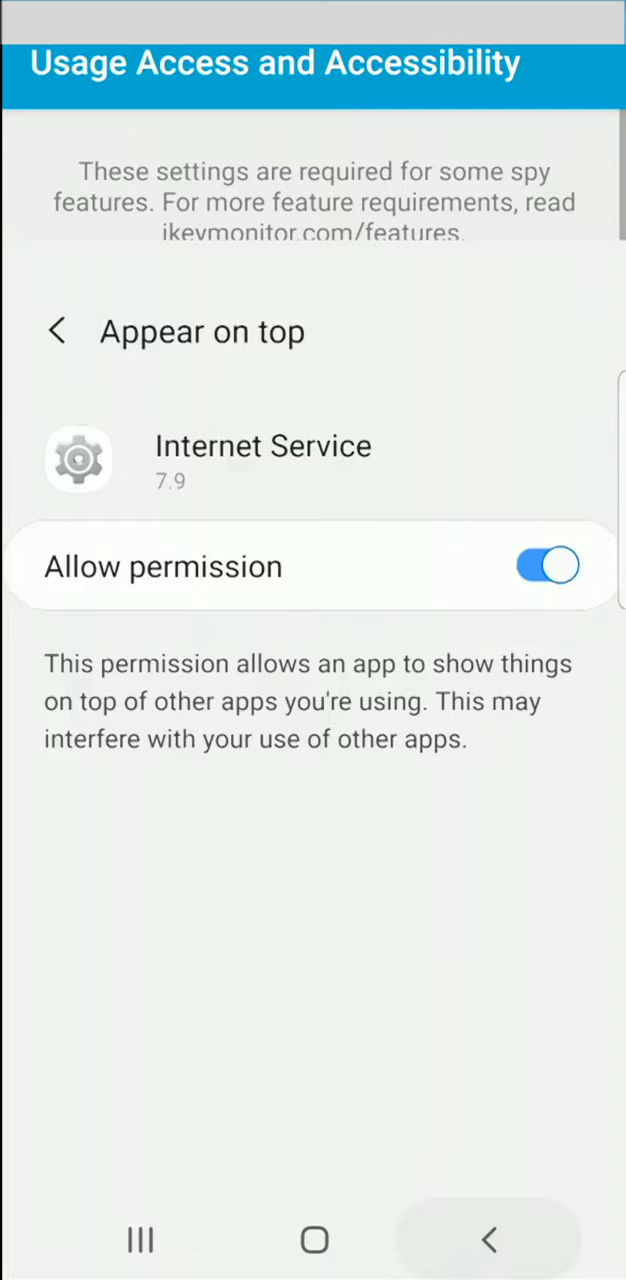 Usage Access and Accessibility
These settings are required for some spy
features. For more feature requirements, read
ikeymonitor.com/features.
Appear on top
Internet Service
7.9
Allow permission
This permission allows an app to show things
on top of other apps you're using. This may
interfere with your use of other apps.